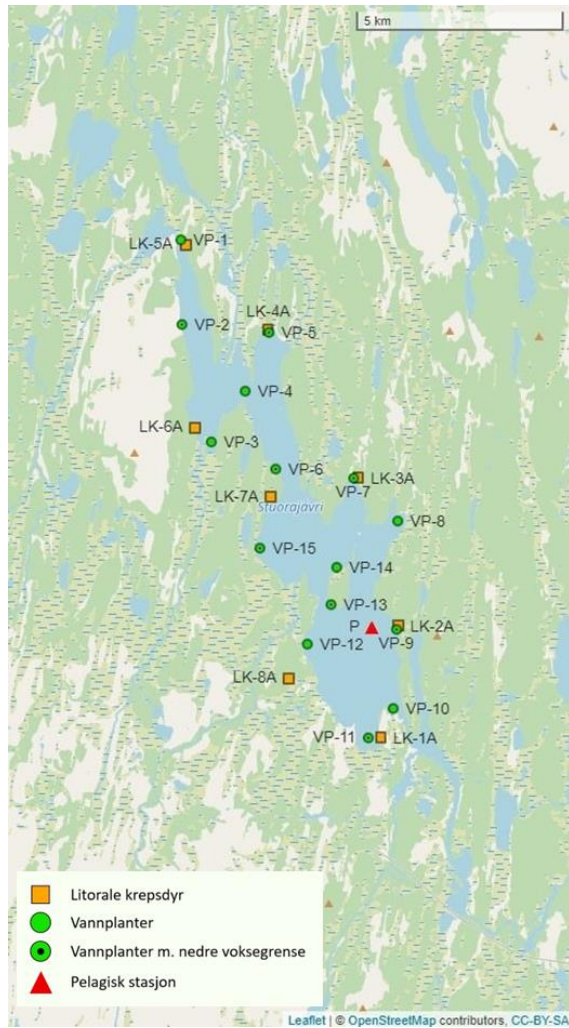 5 km
LK-5A
VP-1
VP-2
LK-4A
VP-5
VP-4
LK-6A
VP-3
VP-6
VP-7
LK-3A
LK-7A
Stuorajávri
VP-8
VP-15
VP-14
VP-13
P
LK-2A
VP-9
VP-12
LK-8A
VP-10
VP-11
LK-1A
Litorale krepsdyr
Vannplanter
Vannplanter m. nedre voksegrense
Pelagisk stasjon
Leaflet | © OpenStreetMap contributors, CC-BY-SA